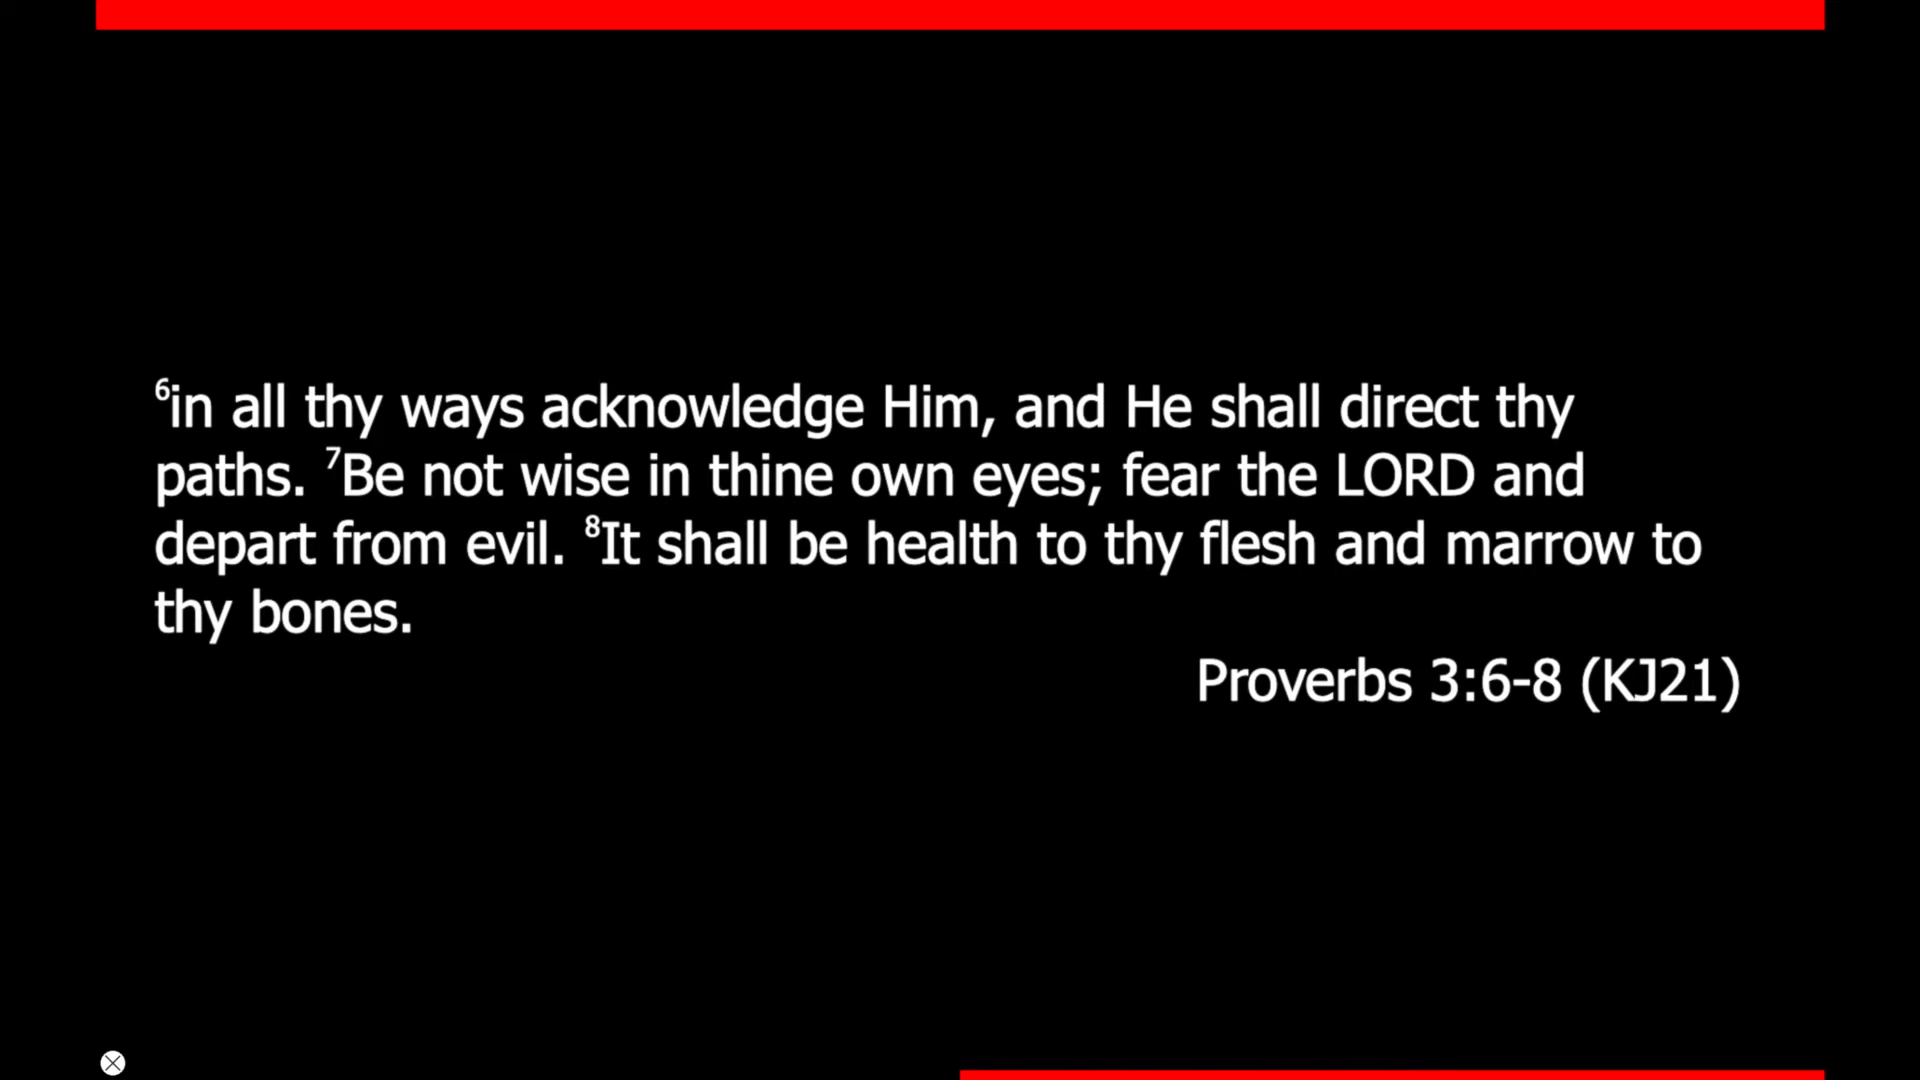 ⁶in all thy ways acknowledge Him, and He shall direct thy
paths. ⁷Be not wise in thine own eyes; fear the LORD and
depart from evil. ⁸It shall be health to thy flesh and marrow to
thy bones.
Proverbs 3:6-8 (KJ21)